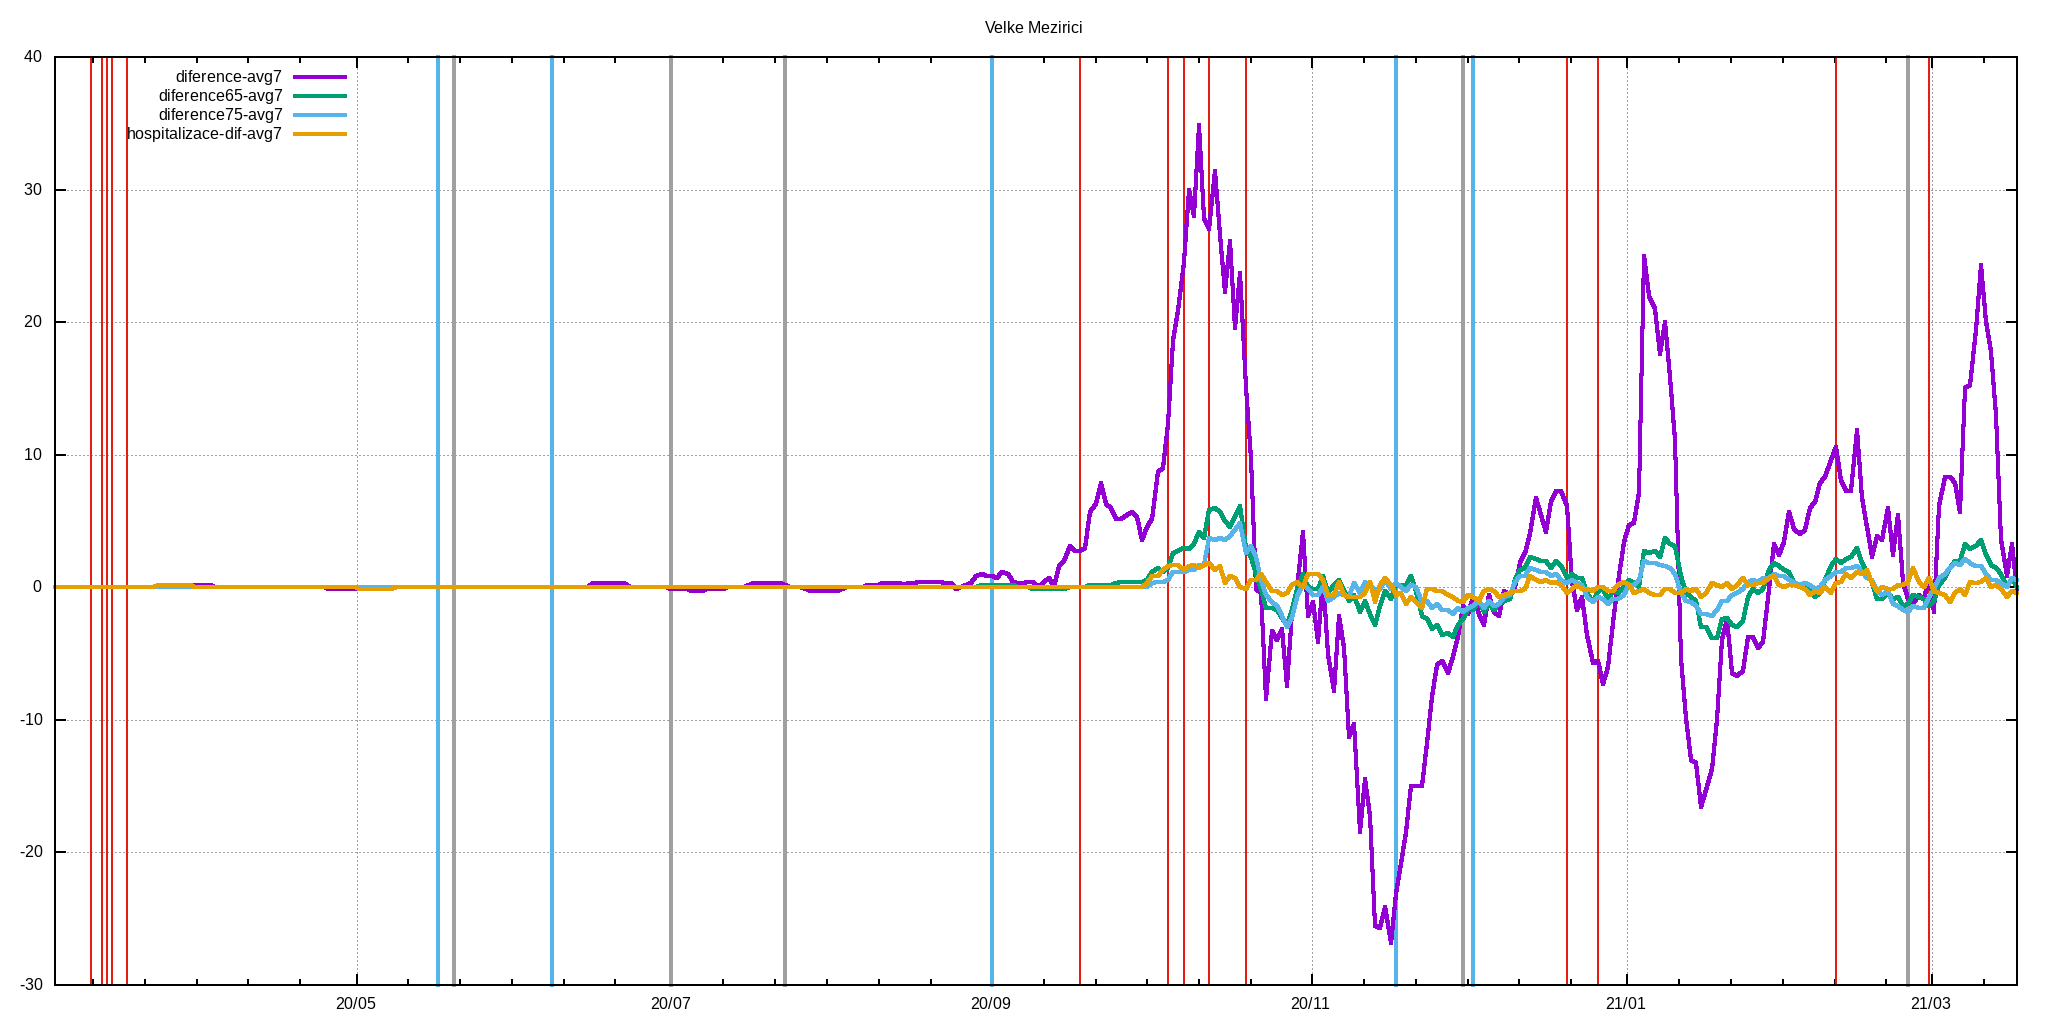 Velke Mezirici
40
30
20
10
0
-10
-20
-30
diference-avg7
diference65-avg7
diference75-avg7
hospitalizace-dif-avg7
20/05
20/07
20/09
20/11
21/01
21/03